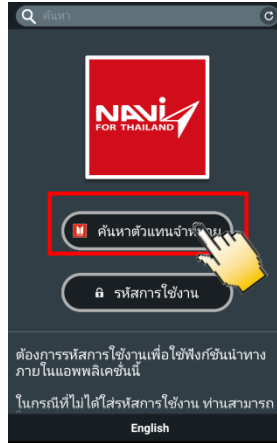 ค้นหา
NAVi
FOR THAILAND
ค้นหาตัวแทนจำหน่าย
รหัสการใช้งาน
ต้องการรหัสการใช้งานเพื่อใช้ฟังก์ชันนำทาง
ภายในแอพพลิเคชั่นนี้
ในกรณีที่ไม่ได้ใส่รหัสการใช้งาน ท่านสามารถ
English